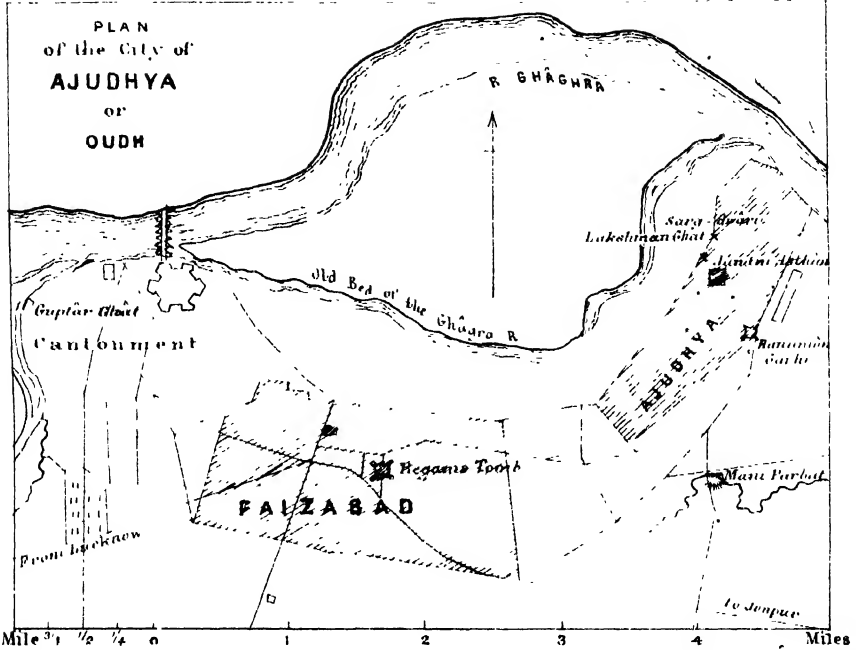 PLAN
of the City of
AJUDHYA
or
OUDH
R GHÂGHRA
Lakshman Ghat
Old Bed of the Ghâgra R
Guptâr Ghât
Cantonment
AJUDHYA
Begams Tomb
FAIZABAD
Mani Parbat
From Lucknow
to Jonpur
Mile 3/4 1/2 1/4 0 1 2 3 4 Miles